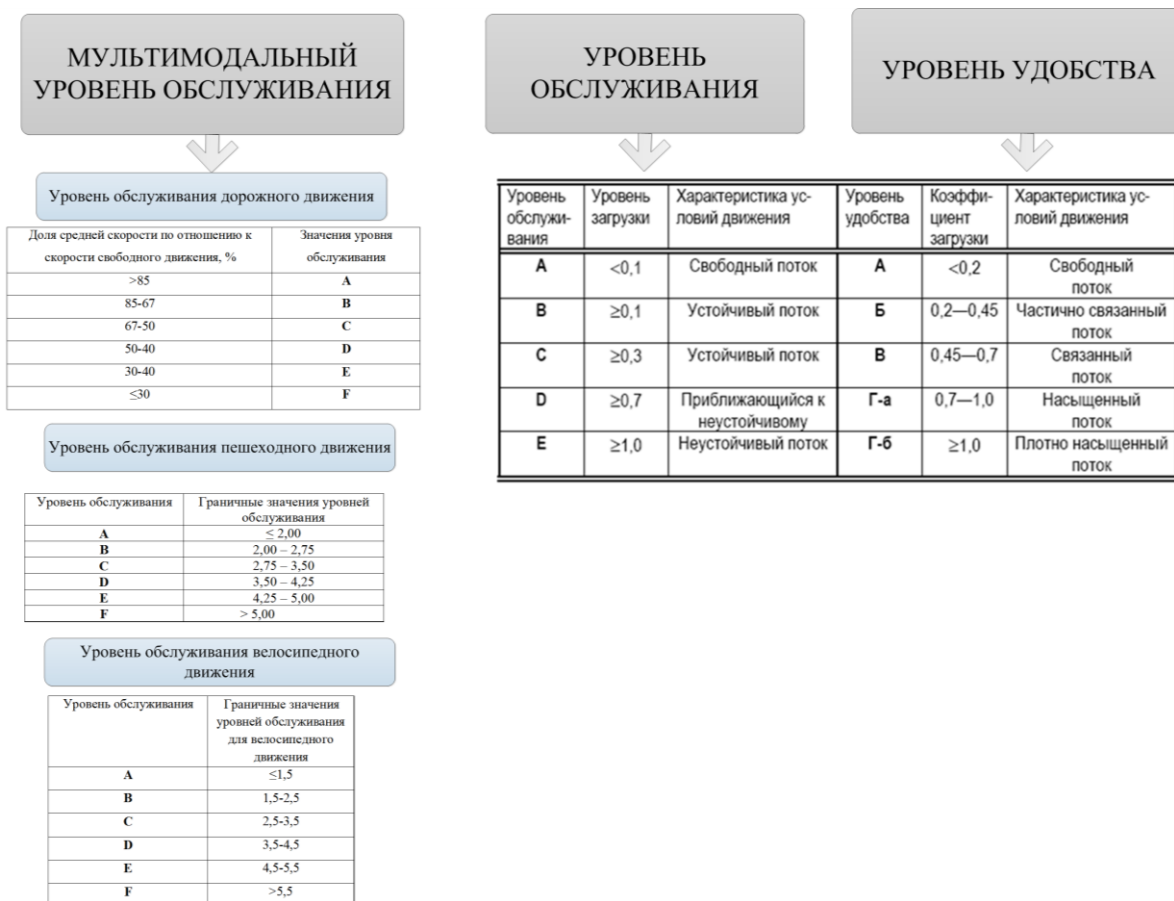 МУЛЬТИМОДАЛЬНЫЙ
УРОВЕНЬ ОБСЛУЖИВАНИЯ
Уровень обслуживания дорожного движения
Доля средней скорости по отношению к скорости свободного движения, % Значения уровня обслуживания
>85 A
85-67 B
67-50 C
50-40 D
30-40 E
≤30 F
Уровень обслуживания пешеходного движения
Уровень обслуживания Граничные значения уровней обслуживания
A ≤ 2,00
B 2,00 – 2,75
C 2,75 – 3,50
D 3,50 – 4,25
E 4,25 – 5,00
F > 5,00
Уровень обслуживания велосипедного
движения
Уровень обслуживания Граничные значения уровней обслуживания для велосипедного движения
A ≤1,5
B 1,5-2,5
C 2,5-3,5
D 3,5-4,5
E 4,5-5,5
F >5,5
УРОВЕНЬ
ОБСЛУЖИВАНИЯ
УРОВЕНЬ УДОБСТВА
Уровень обслужи-вания Уровень загрузки Характеристика ус-ловий движения Уровень удобства Коэффи-циент загрузки Характеристика ус-ловий движения
A <0,1 Свободный поток А <0,2 Свободный поток
B ≥0,1 Устойчивый поток Б 0,2—0,45 Частично связанный поток
C ≥0,3 Устойчивый поток В 0,45—0,7 Связанный поток
D ≥0,7 Приближающийся к неустойчивому Г-а 0,7—1,0 Насыщенный поток
E ≥1,0 Неустойчивый поток Г-б ≥1,0 Плотно насыщенный поток